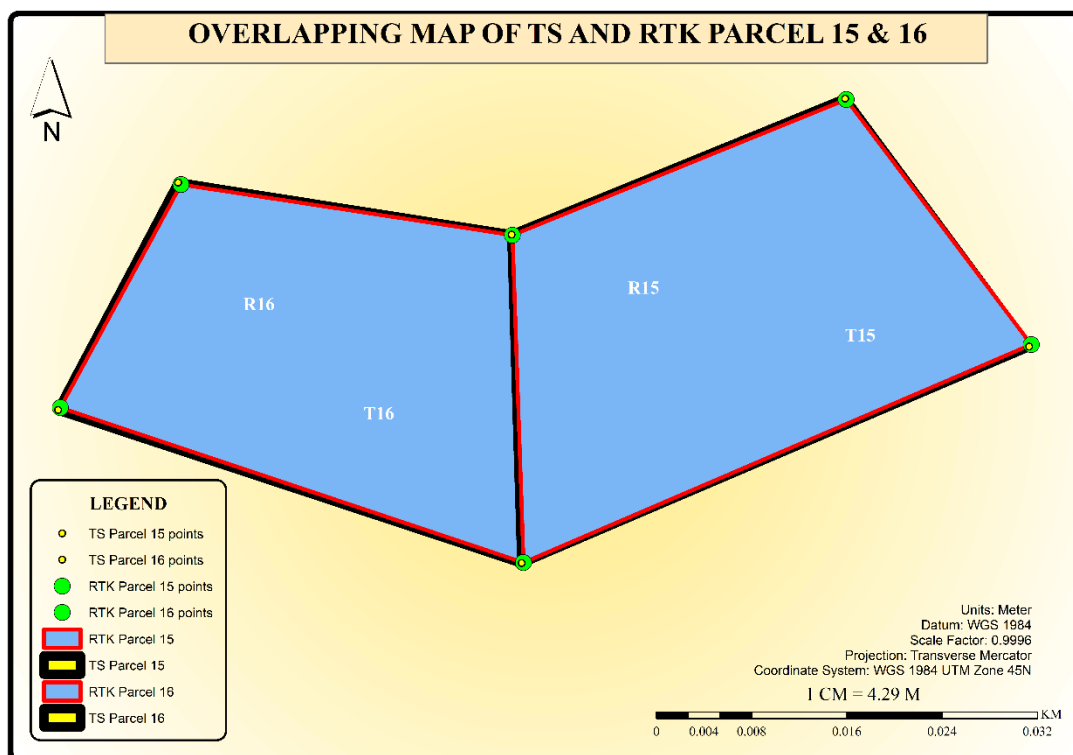 OVERLAPPING MAP OF TS AND RTK PARCEL 15 & 16
N
R16
R15
T15
T16
LEGEND
TS Parcel 15 points
TS Parcel 16 points
RTK Parcel 15 points
RTK Parcel 16 points
RTK Parcel 15
TS Parcel 15
RTK Parcel 16
TS Parcel 16
Units: Meter
Datum: WGS 1984
Scale Factor: 0.9996
Projection: Transverse Mercator
Coordinate System: WGS 1984 UTM Zone 45N
1 CM = 4.29 M
KM
0 0.004 0.008 0.016 0.024 0.032